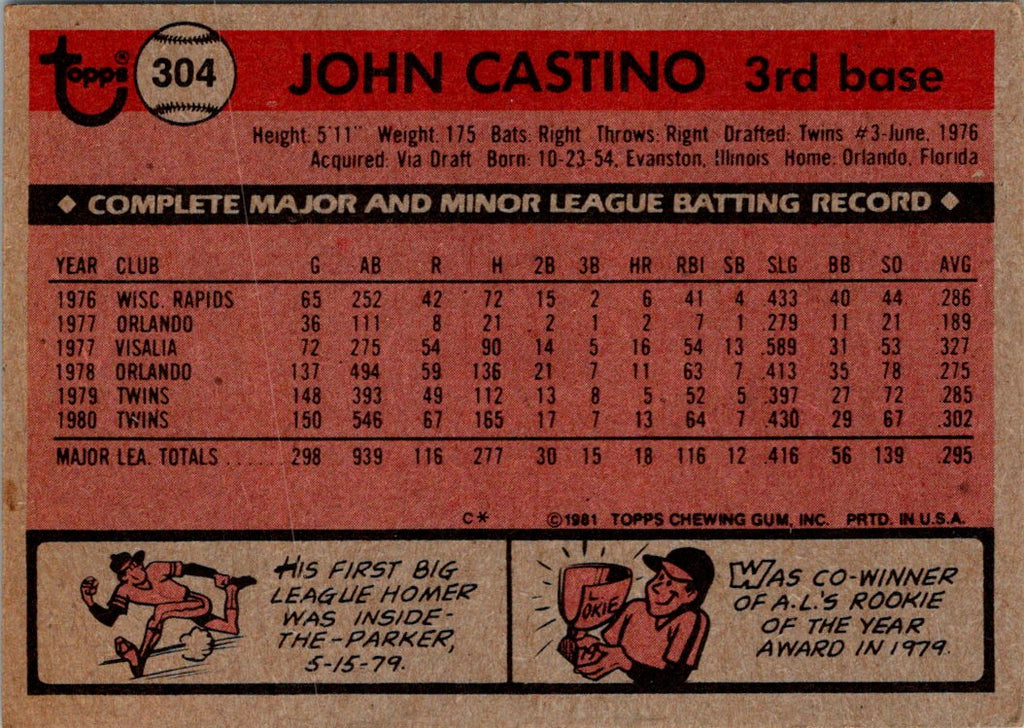 Topps® 304 JOHN CASTINO 3rd base
Height: 5'11" Weight: 175 Bats: Right Throws: Right Drafted: Twins #3-June, 1976
Acquired: Via Draft Born: 10-23-54, Evanston, Illinois Home: Orlando, Florida
◆ COMPLETE MAJOR AND MINOR LEAGUE BATTING RECORD ◆
YEAR CLUB G AB R H 2B 3B HR RBI SB SLG BB SO AVG
1976 WISC. RAPIDS 65 252 42 72 15 2 6 41 4 .433 40 44 .286
1977 ORLANDO 36 111 8 21 2 1 2 7 1 .279 11 21 .189
1977 VISALIA 72 275 54 90 14 5 16 54 13 .589 31 53 .327
1978 ORLANDO 137 494 59 136 21 7 11 63 7 .413 35 78 .275
1979 TWINS 148 393 49 112 13 8 5 52 5 .397 27 72 .285
1980 TWINS 150 546 67 165 17 7 13 64 7 .430 29 67 .302
MAJOR LEA. TOTALS ..... 298 939 116 277 30 15 18 116 12 .416 56 139 .295
C* ©1981 TOPPS CHEWING GUM, INC. PRTD. IN U.S.A.
HIS FIRST BIG
LEAGUE HOMER
WAS INSIDE-
THE-PARKER,
5-15-79.
OKIE
WAS CO-WINNER
OF A.L.'S ROOKIE
OF THE YEAR
AWARD IN 1979.